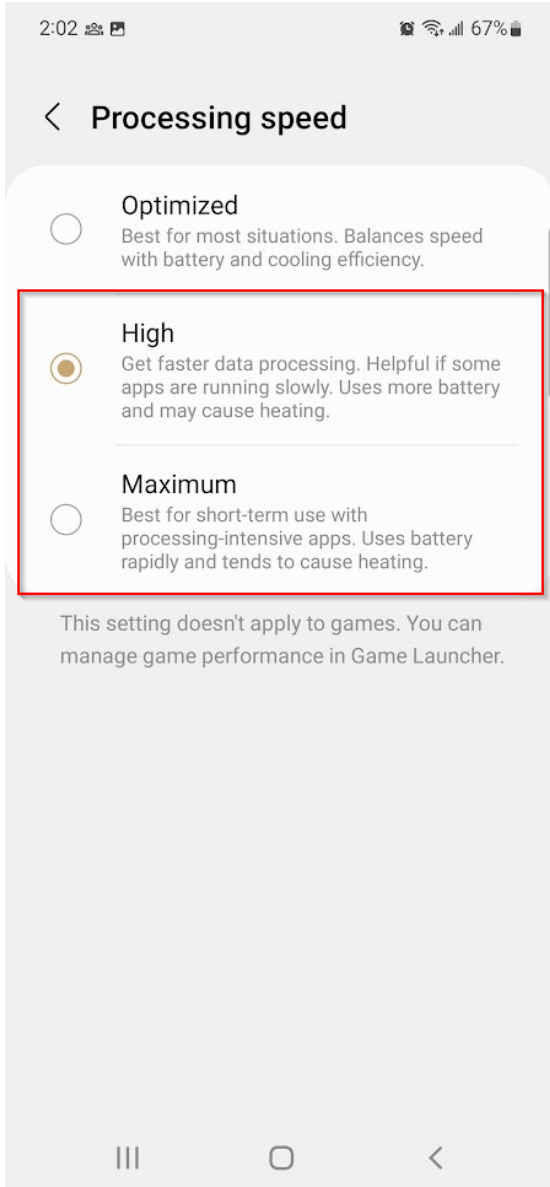 2:02 67%
Processing speed
Optimized
Best for most situations. Balances speed
with battery and cooling efficiency.
High
Get faster data processing. Helpful if some
apps are running slowly. Uses more battery
and may cause heating.
Maximum
Best for short-term use with
processing-intensive apps. Uses battery
rapidly and tends to cause heating.
This setting doesn't apply to games. You can
manage game performance in Game Launcher.